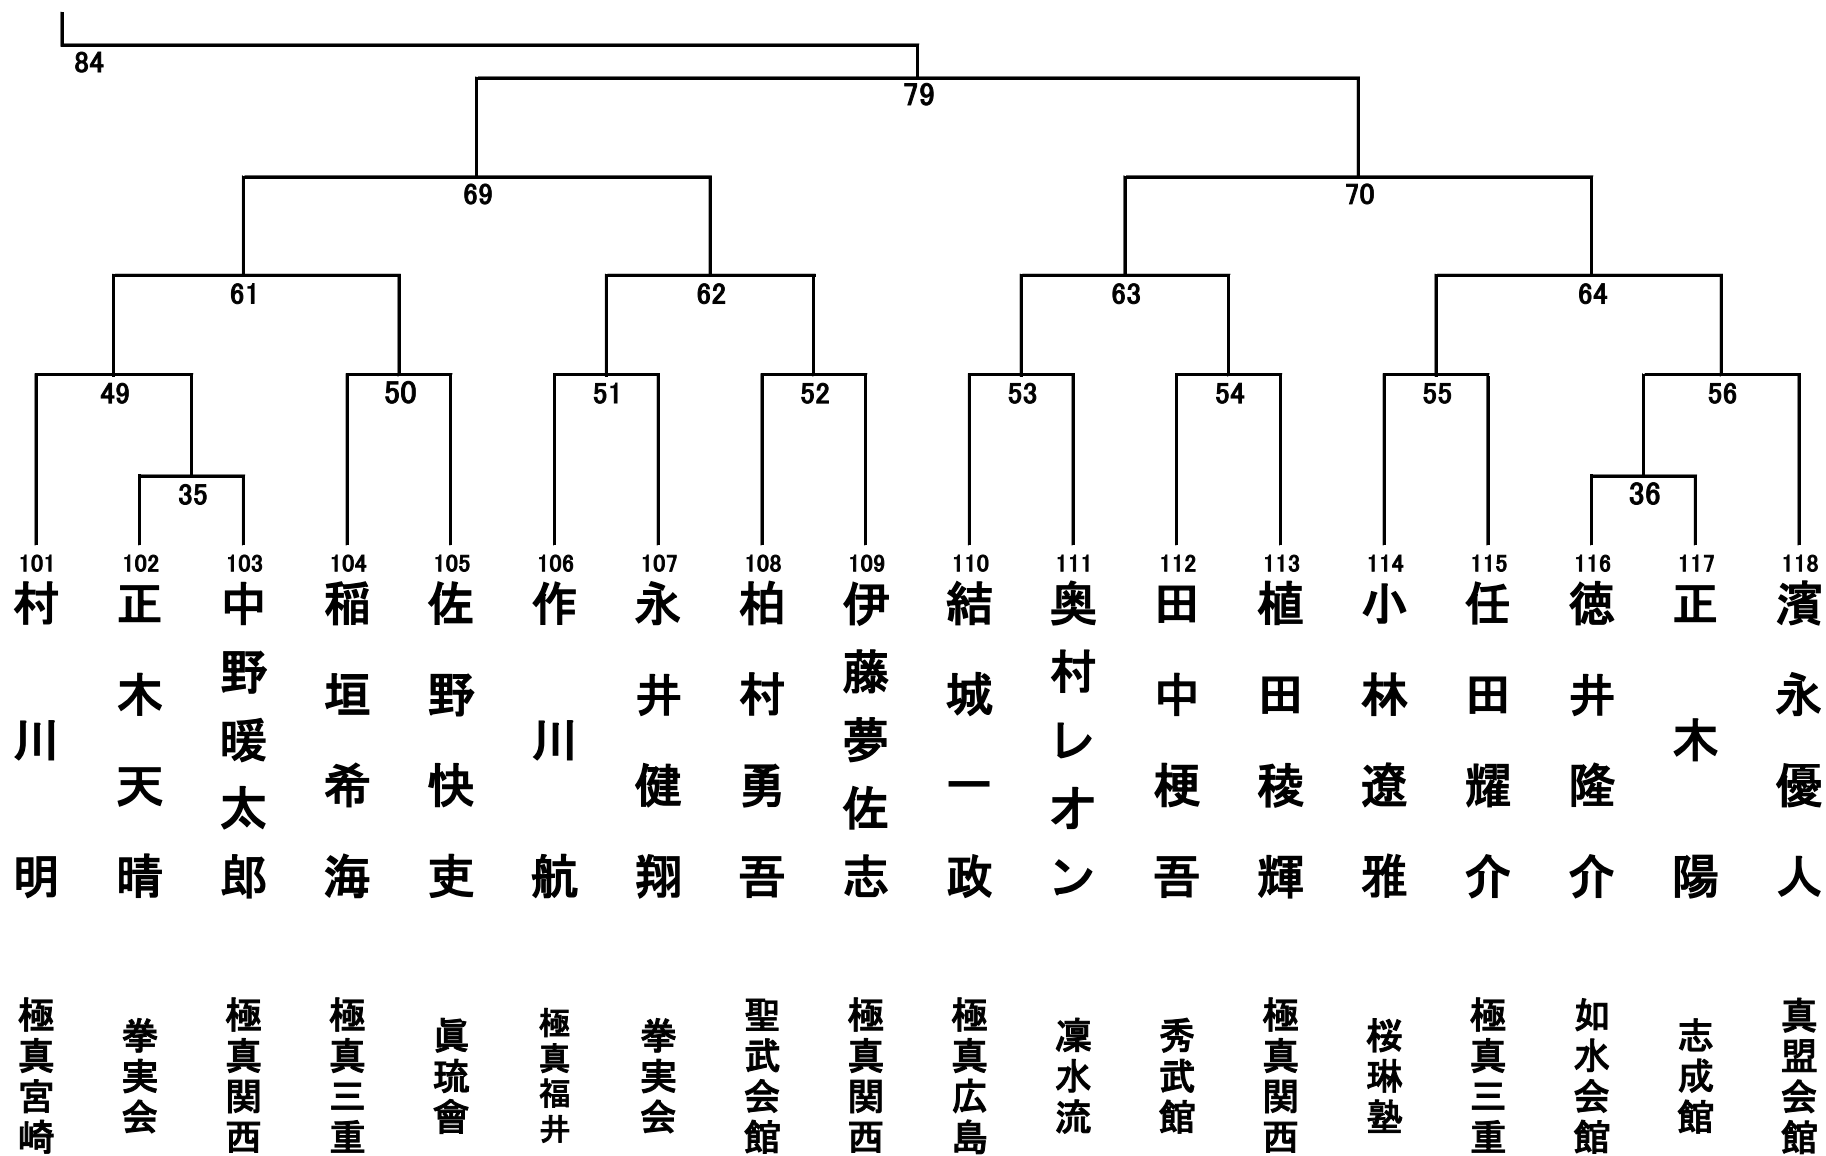 84
79
69
70
61
62
63
64
49
50
51
52
53
54
55
56
35
36
101
村川明
極真宮崎
102
正木天晴
拳実会
103
中野暖太郎
極真関西
104
稲垣希海
極真三重
105
佐野快吏
眞琉會
106
作川航
極真福井
107
永井健翔
拳実会
108
柏村勇吾
聖武会館
109
伊藤夢佐志
極真関西
110
結城一政
極真広島
111
奥村レオン
凜水流
112
田中梗吾
秀武館
113
植田稜輝
極真関西
114
小林遼雅
桜琳塾
115
任田耀介
極真三重
116
徳井隆介
如水会館
117
正木陽
志成館
118
濱永優人
真盟会館